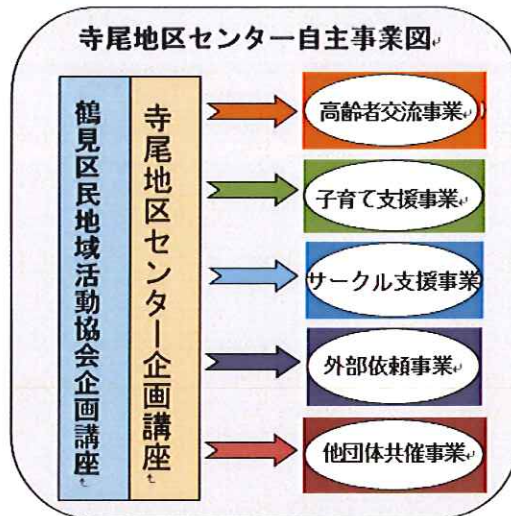 寺尾地区センター自主事業図
鶴見区民地域活動協会企画講座
寺尾地区センター企画講座
高齢者交流事業
子育て支援事業
サークル支援事業
外部依頼事業
他団体共催事業